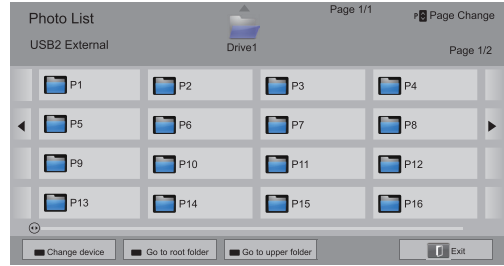 Photo List
Page 1/1
P Page Change
USB2 External
Drive1
Page 1/2
P1
P2
P3
P4
P5
P6
P7
P8
P9
P10
P11
P12
P13
P14
P15
P16
Change device
Go to root folder
Go to upper folder
Exit